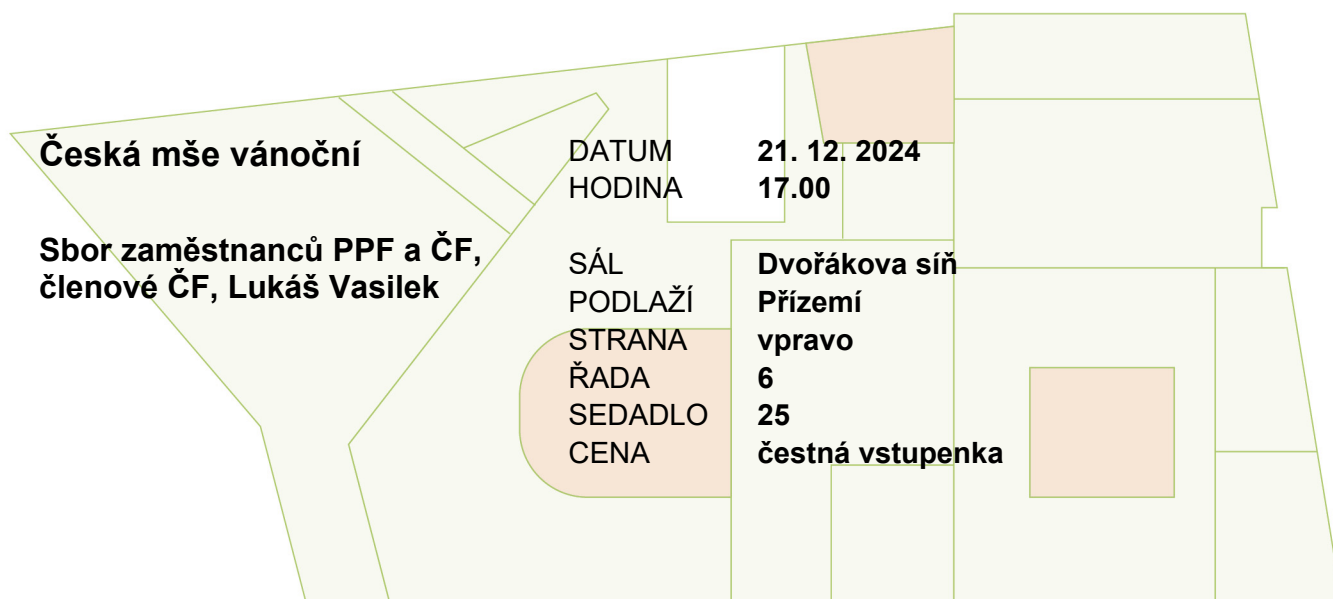 Česká mše vánoční
Sbor zaměstnanců PPF a ČF,
členové ČF, Lukáš Vasilek
DATUM 21. 12. 2024
HODINA 17.00
SÁL Dvořákova síň
PODLAŽÍ Přízemí
STRANA vpravo
ŘADA 6
SEDADLO 25
CENA čestná vstupenka